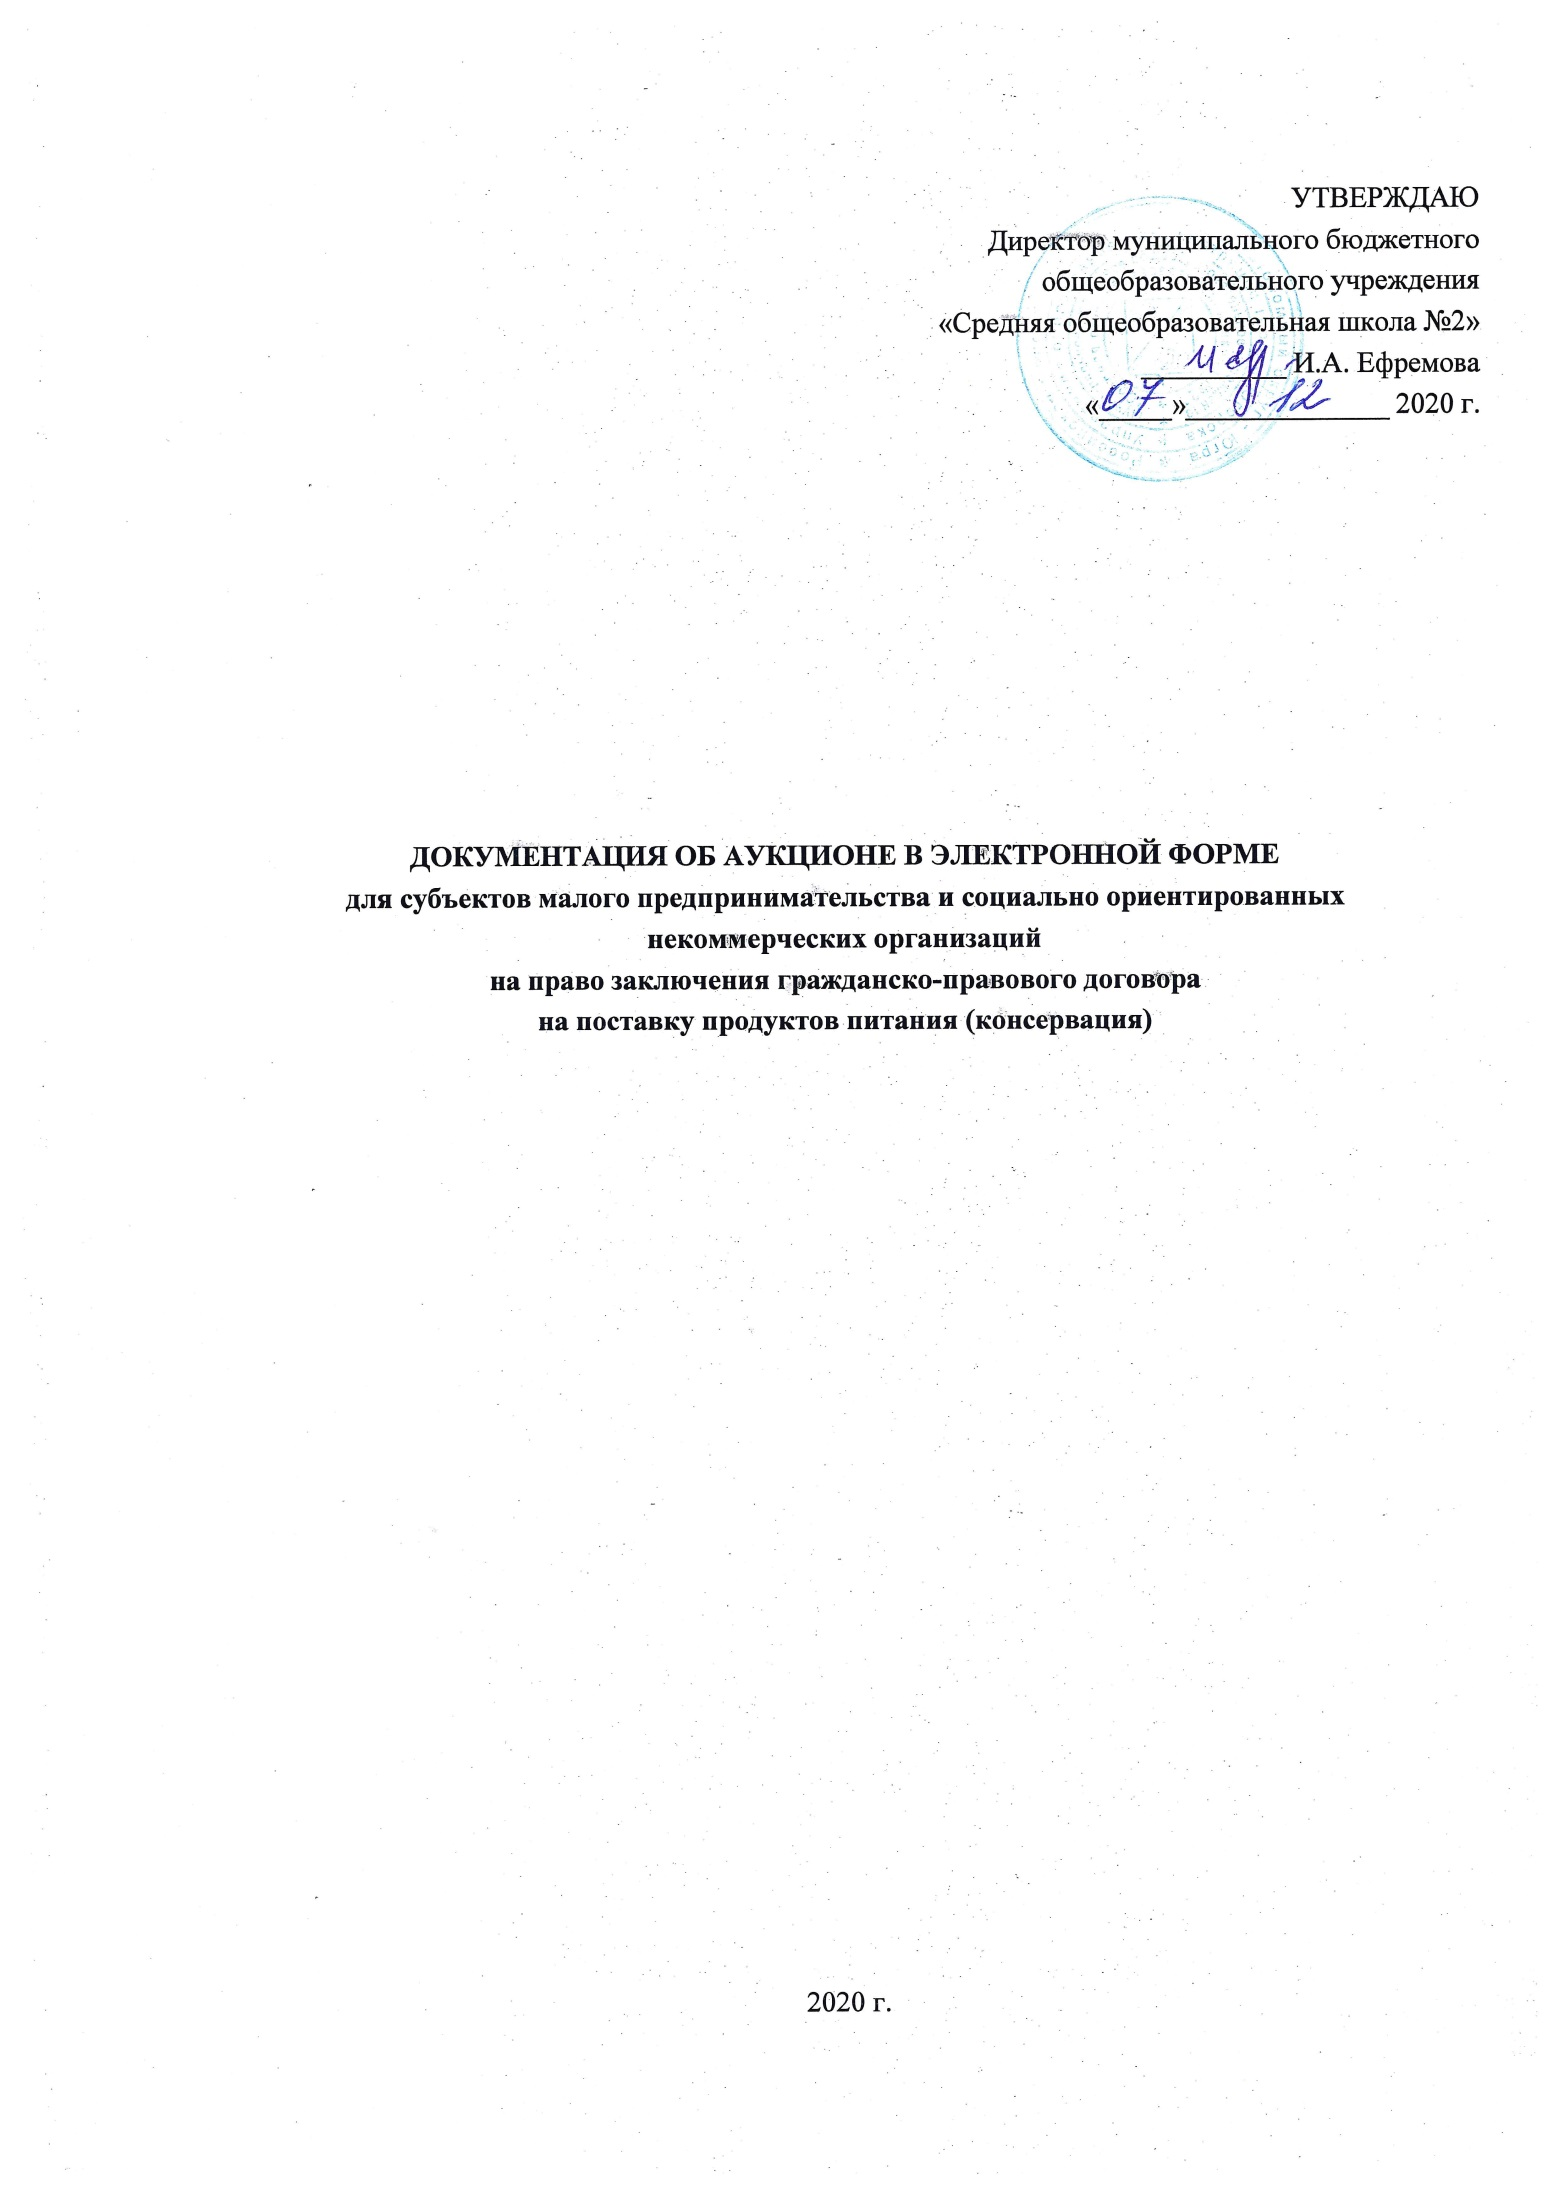 УТВЕРЖДАЮ
Директор муниципального бюджетного
общеобразовательного учреждения
«Средняя общеобразовательная школа №2»
И.А. Ефремова
«07» 12 2020 г.
ДОКУМЕНТАЦИЯ ОБ АУКЦИОНЕ В ЭЛЕКТРОННОЙ ФОРМЕ
для субъектов малого предпринимательства и социально ориентированных
некоммерческих организаций
на право заключения гражданско-правового договора
на поставку продуктов питания (консервация)
2020 г.